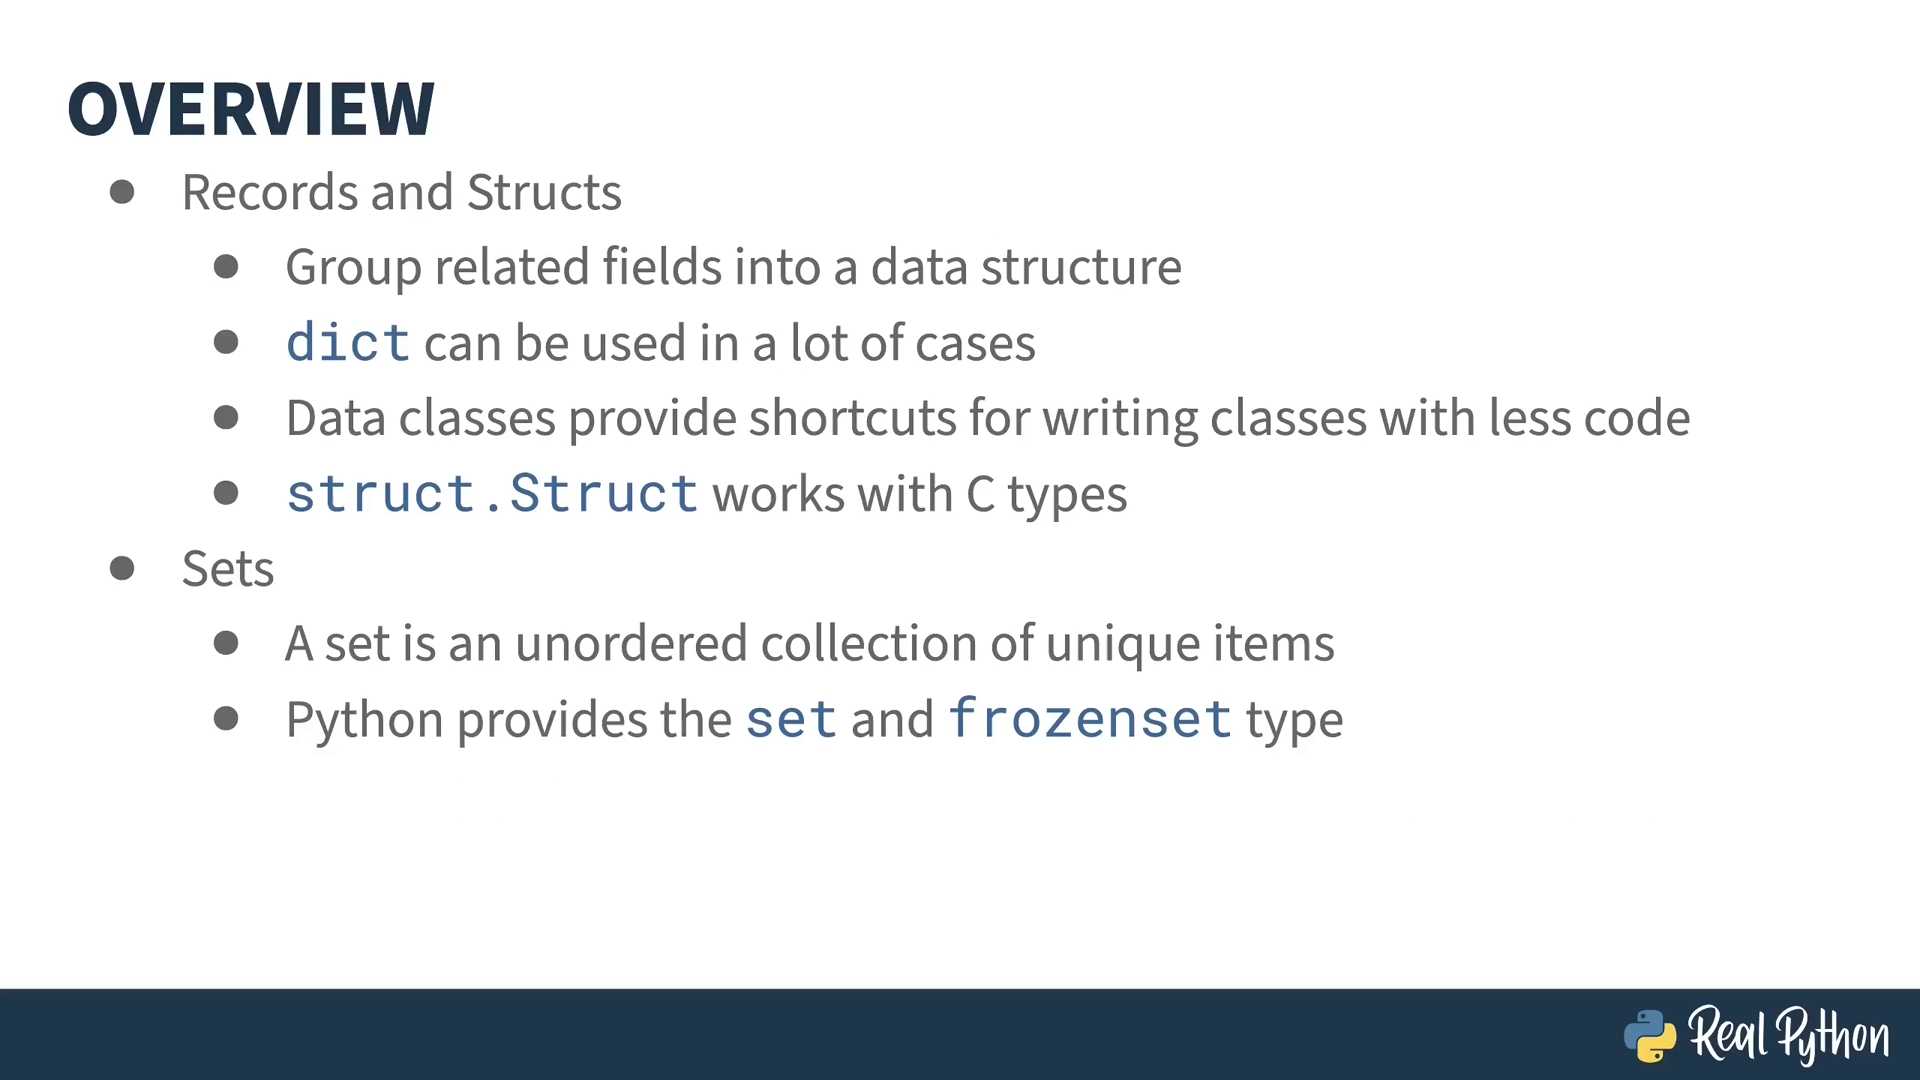 OVERVIEW
● Records and Structs
● Group related fields into a data structure
● dict can be used in a lot of cases
● Data classes provide shortcuts for writing classes with less code
● struct.Struct works with C types
● Sets
● A set is an unordered collection of unique items
● Python provides the set and frozenset type
Real Python